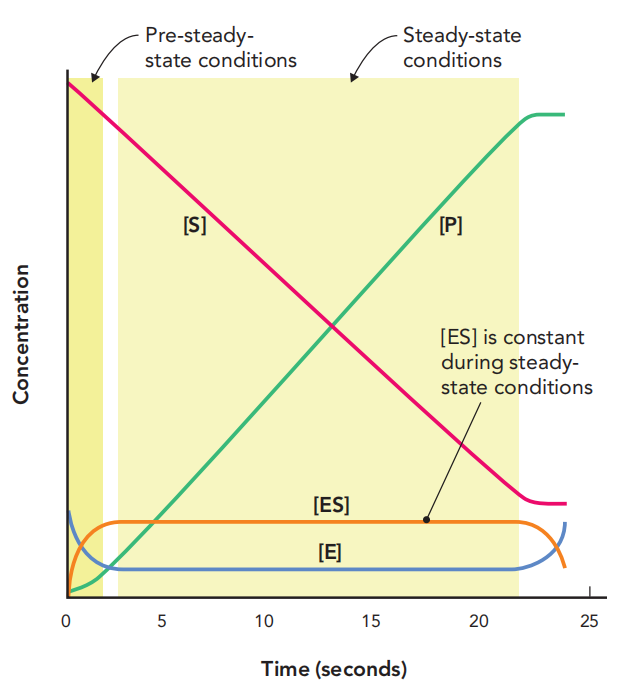 Pre-steady-
state conditions
Steady-state
conditions
[S]
[P]
Concentration
[ES] is constant
during steady-
state conditions
[ES]
[E]
0 5 10 15 20 25
Time (seconds)